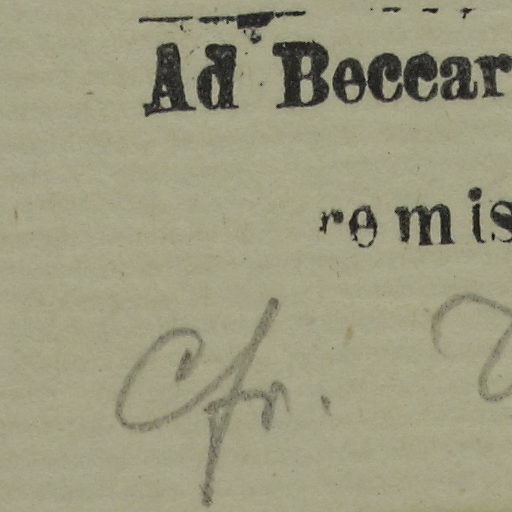 Ad Beccar
remis
Cfr.